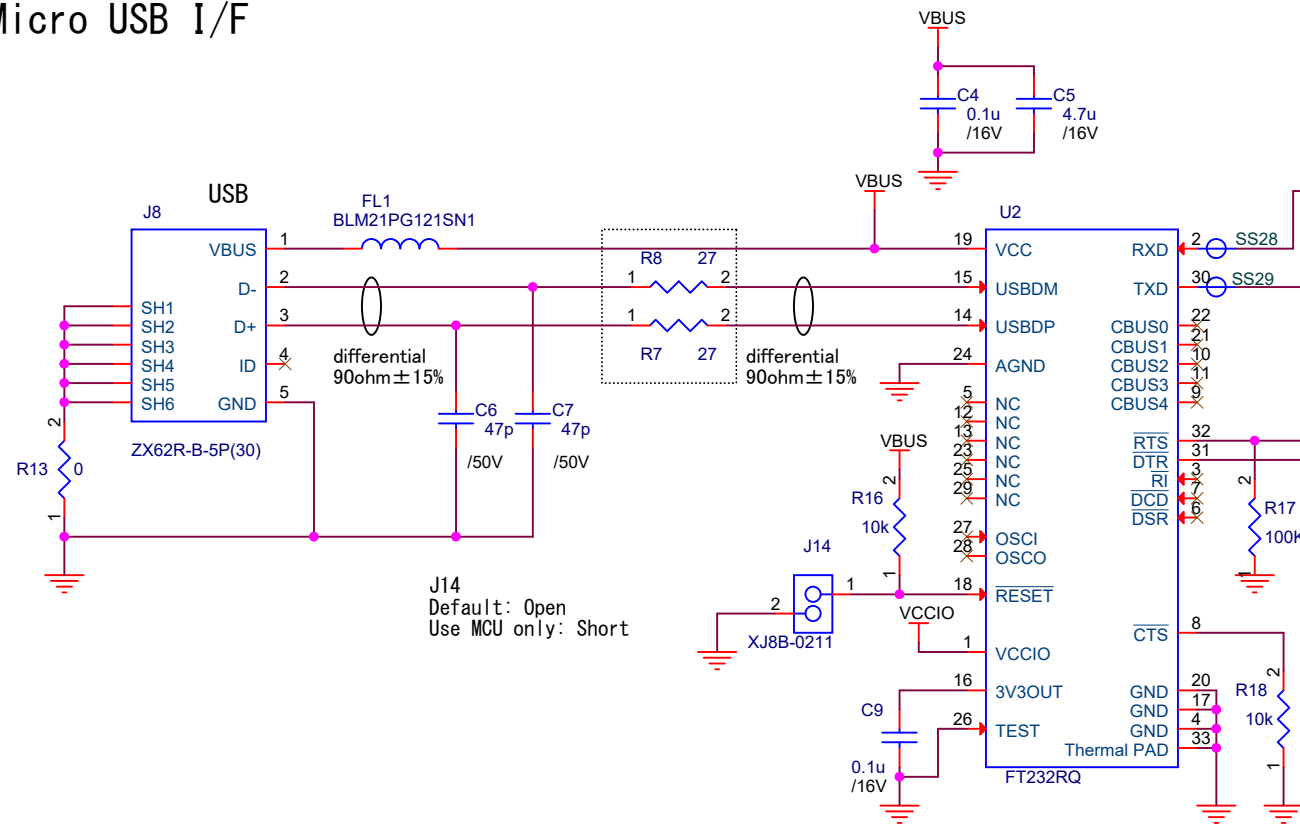 Micro USB I/F
VBUS
C4
0.1u
/16V
C5
4.7u
/16V
USB
J8
FL1
BLM21PG121SN1
VBUS
U2
VBUS
1
19
VCC
RXD
2
SS28
D-
2
R8
27
1
2
15
USBDM
TXD
30
SS29
D+
3
1
2
R7
27
14
USBDP
SH1
SH2
SH3
SH4
SH5
SH6
ID
4
GND
5
ZX62R-B-5P(30)
differential
90ohm±15%
differential
90ohm±15%
24
AGND
CBUS0
22
CBUS1
21
CBUS2
10
CBUS3
11
CBUS4
9
5
NC
12
NC
13
NC
23
NC
25
NC
29
NC
C6
47p
/50V
C7
47p
/50V
R13
0
2
1
VBUS
R16
10k
2
1
27
OSCI
28
OSCO
RTS
32
DTR
31
RI
3
DCD
7
DSR
6
R17
100K
2
1
J14
1
2
XJ8B-0211
18
RESET
J14
Default: Open
Use MCU only: Short
VCCIO
1
VCCIO
CTS
8
16
3V3OUT
26
TEST
C9
0.1u
/16V
GND
20
GND
17
GND
4
Thermal PAD
33
R18
10k
2
1
FT232RQ